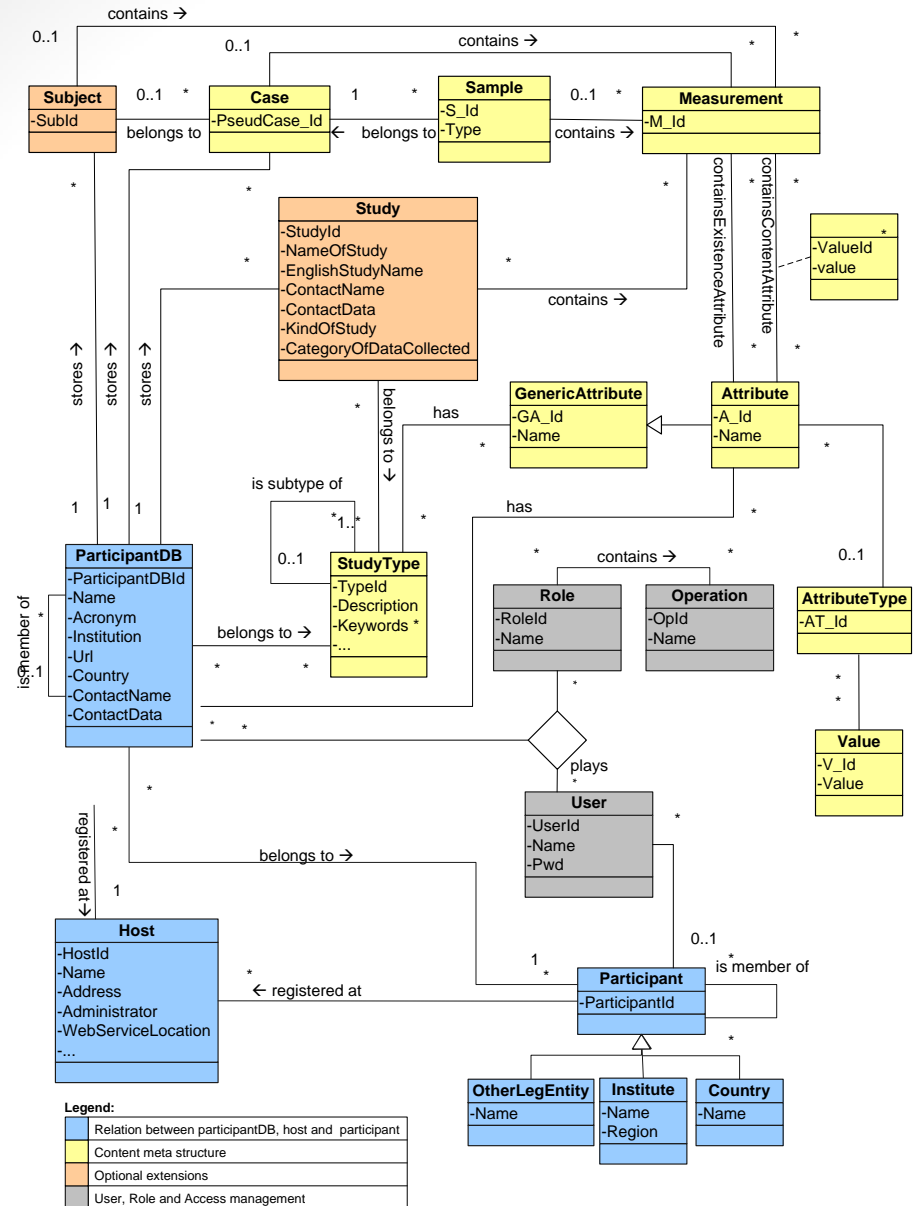 contains →
0..1
*
contains →
0..1
*
Subject
-SubId
0..1 *
belongs to
Case
-PseudCase_Id
1 *
← belongs to
Sample
-S_Id
-Type
0..1 *
contains →
Measurement
-M_Id
*
*
*
*
*
containsExistenceAttribute
containsContentAttribute
*
-ValueId
-value
Study
-StudyId
-NameOfStudy
-EnglishStudyName
-ContactName
-ContactData
-KindOfStudy
-CategoryOfDataCollected
*
*
contains →
stores →
stores →
stores →
*
belongs to →
*
*
GenericAttribute
-GA_Id
-Name
Attribute
-A_Id
-Name
has
*
*
*
is subtype of
*
1..*
0..1
has
*
1
1
1
0..1
ParticipantDB
-ParticipantDBId
-Name
-Acronym
-Institution
-Url
-Country
-ContactName
-ContactData
is member of
*
0..1
belongs to →
*
*
StudyType
-TypeId
-Description
-Keywords *
-...
*
contains →
*
Role
-RoleId
-Name
Operation
-OpId
-Name
AttributeType
-AT_Id
*
*
Value
-V_Id
-Value
*
*
*
plays
*
User
-UserId
-Name
-Pwd
*
*
registered at →
*
1
belongs to →
Host
-HostId
-Name
-Address
-Administrator
-WebServiceLocation
-...
*
← registered at
1
*
0..1
*
is member of
*
Participant
-ParticipantId
OtherLegEntity
-Name
Institute
-Name
-Region
Country
-Name
Legend:
Relation between participantDB, host and participant
Content meta structure
Optional extensions
User, Role and Access management